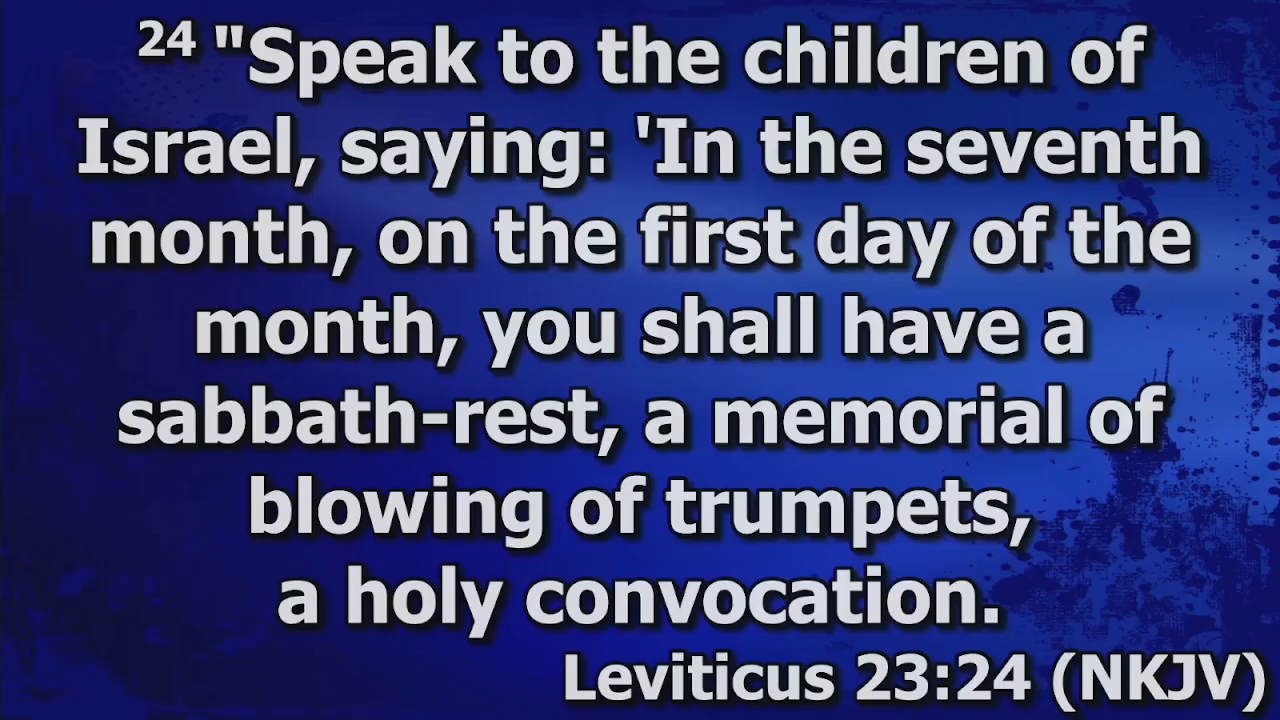 24 "Speak to the children of
Israel, saying: 'In the seventh
month, on the first day of the
month, you shall have a
sabbath-rest, a memorial of
blowing of trumpets,
a holy convocation.
Leviticus 23:24 (NKJV)